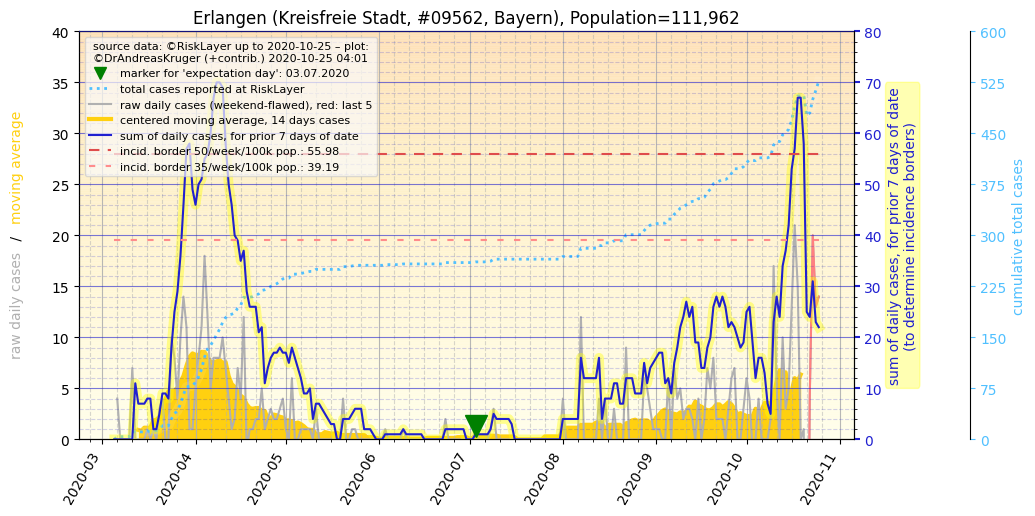 Erlangen (Kreisfreie Stadt, #09562, Bayern), Population=111,962
source data: ©RiskLayer up to 2020-10-25 – plot:
©DrAndreasKruger (+contrib.) 2020-10-25 04:01
marker for 'expectation day': 03.07.2020
total cases reported at RiskLayer
raw daily cases (weekend-flawed), red: last 5
centered moving average, 14 days cases
sum of daily cases, for prior 7 days of date
incid. border 50/week/100k pop.: 55.98
incid. border 35/week/100k pop.: 39.19
raw daily cases / moving average
40
35
30
25
20
15
10
5
0
80
70
60
50
40
30
20
10
0
sum of daily cases, for prior 7 days of date
(to determine incidence borders)
600
525
450
375
300
225
150
75
0
cumulative total cases
2020-03
2020-04
2020-05
2020-06
2020-07
2020-08
2020-09
2020-10
2020-11